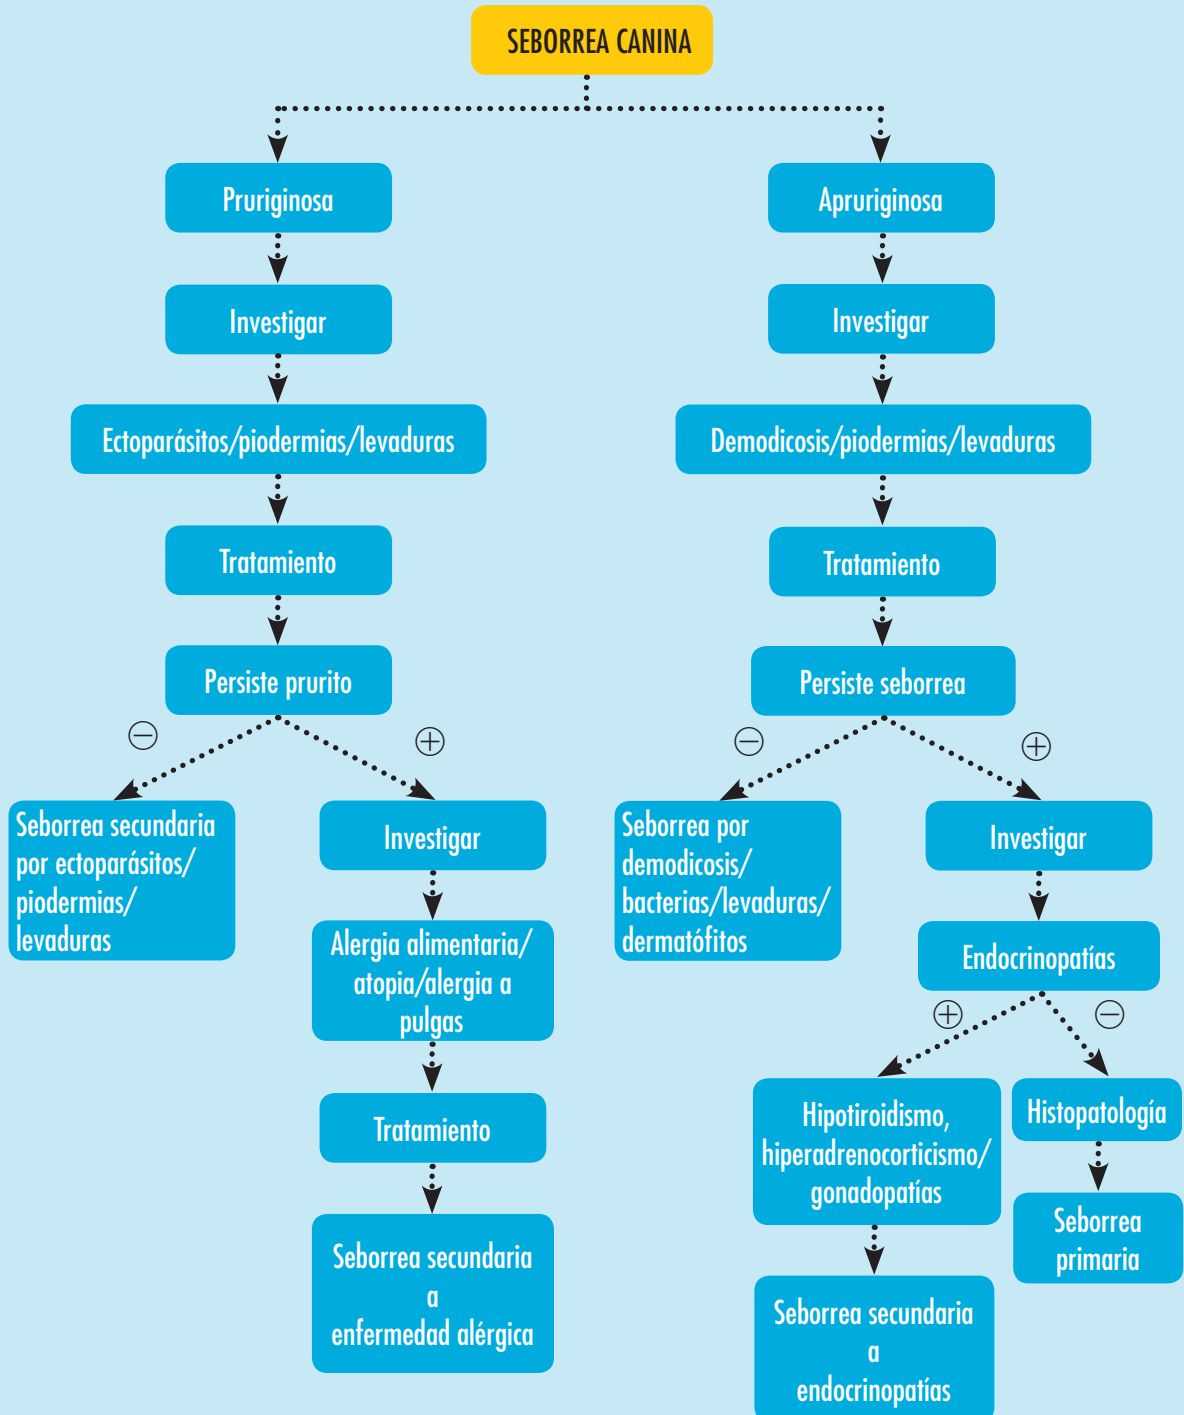 SEBORREA CANINA
Pruriginosa
Apruriginosa
Investigar
Investigar
Ectoparásitos/piodermias/levaduras
Demodicosis/piodermias/levaduras
Tratamiento
Tratamiento
Persiste prurito
Persiste seborrea
Seborrea secundaria
por ectoparásitos/
piodermias/
levaduras
Investigar
Seborrea por
demodicosis/
bacterias/levaduras/
dermatófitos
Investigar
Alergia alimentaria/
atopia/alergia a
pulgas
Endocrinopatías
Tratamiento
Hipotiroidismo,
hiperadrenocorticismo/
gonadopatías
Histopatología
Seborrea secundaria
a
enfermedad alérgica
Seborrea
primaria
Seborrea secundaria
a
endocrinopatías